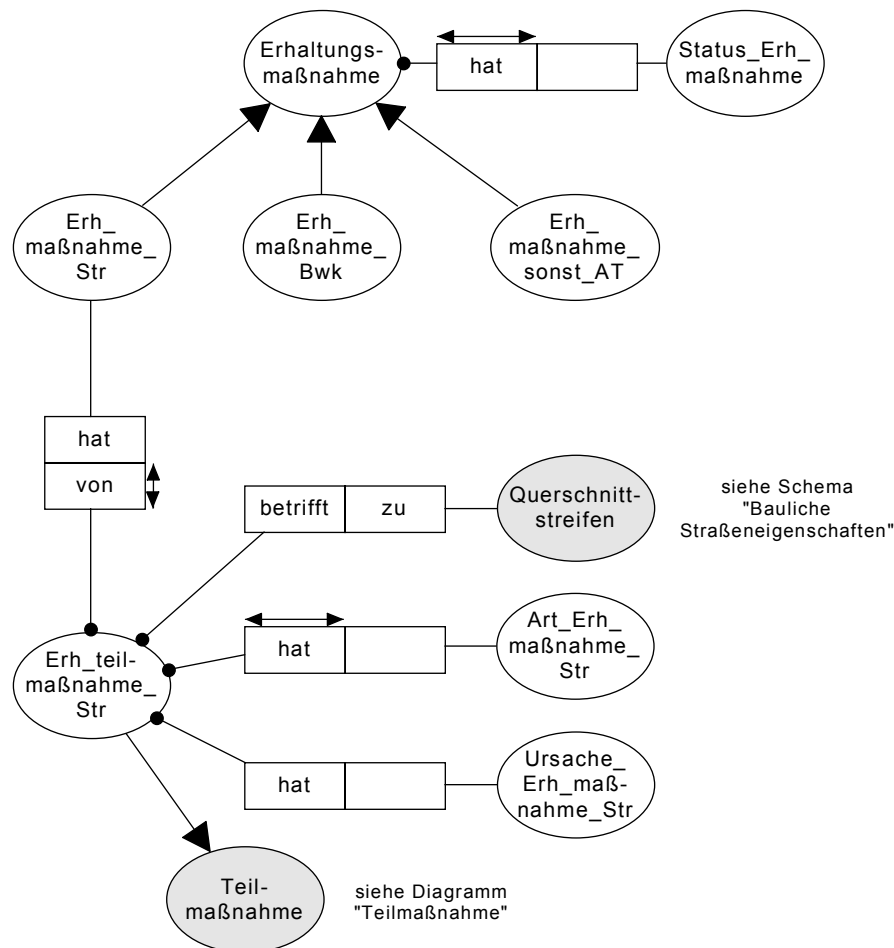 Erhaltungs-
maßnahme
hat
Status_Erh_
maßnahme
Erh_
maßnahme_
Str
Erh_
maßnahme_
Bwk
Erh_
maßnahme_
sonst_AT
hat
von
betrifft
zu
Querschnitt-
streifen
siehe Schema
"Bauliche
Straßeneigenschaften"
Erh_teil-
maßnahme_
Str
hat
Art_Erh_
maßnahme_
Str
hat
Ursache_
Erh_maß-
nahme_Str
Teil-
maßnahme
siehe Diagramm
"Teilmaßnahme"